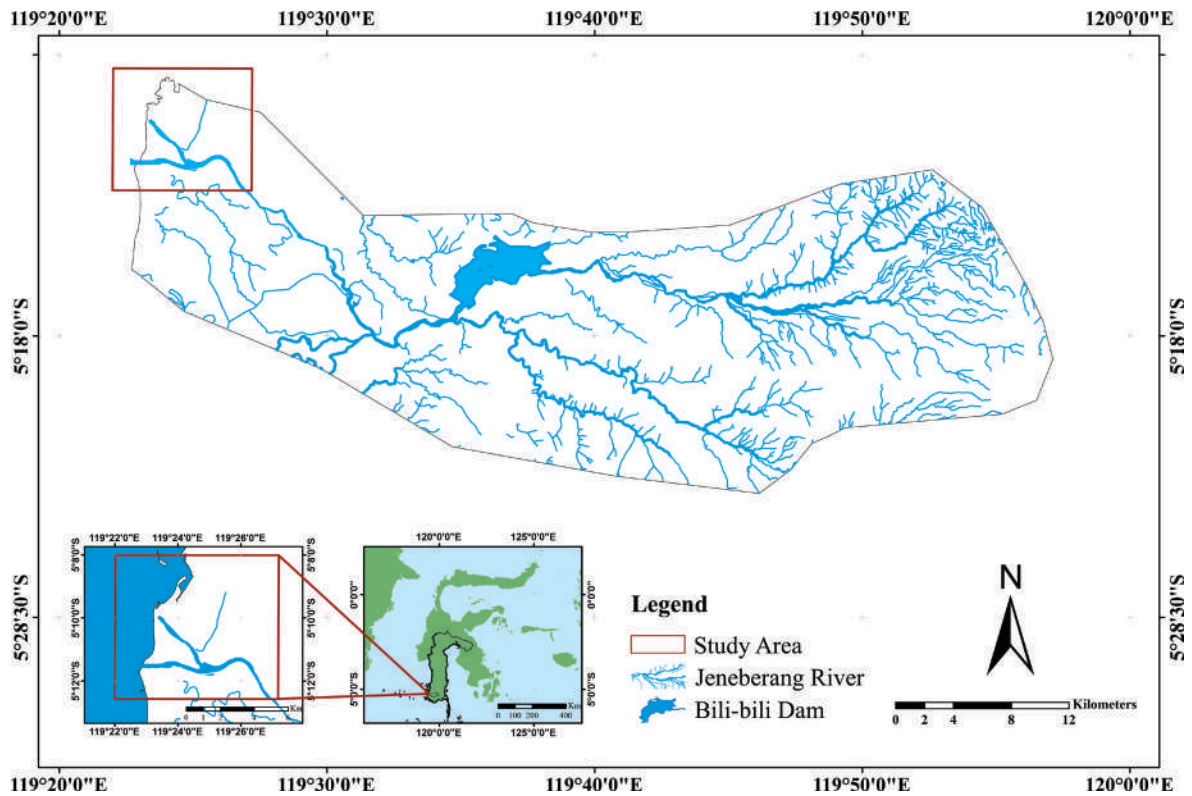 119°20'0"E 119°30'0"E 119°40'0"E 119°50'0"E 120°0'0"E
5°18'0"S 5°18'0"S
5°28'30"S 5°28'30"S
119°22'0"E 119°24'0"E 119°26'0"E
5°8'0"S 5°8'0"S
5°10'0"S 5°10'0"S
5°12'0"S 5°12'0"S
Km
119°22'0"E 119°24'0"E 119°26'0"E
120°0'0"E 125°0'0"E
0°0'0" 0°0'0"
5°0'0"S 5°0'0"S
0 100 200 400 Km
120°0'0"E 125°0'0"E
Legend
Study Area
Jeneberang River
Bili-bili Dam
N
0 2 4 8 12 Kilometers
119°20'0"E 119°30'0"E 119°40'0"E 119°50'0"E 120°0'0"E